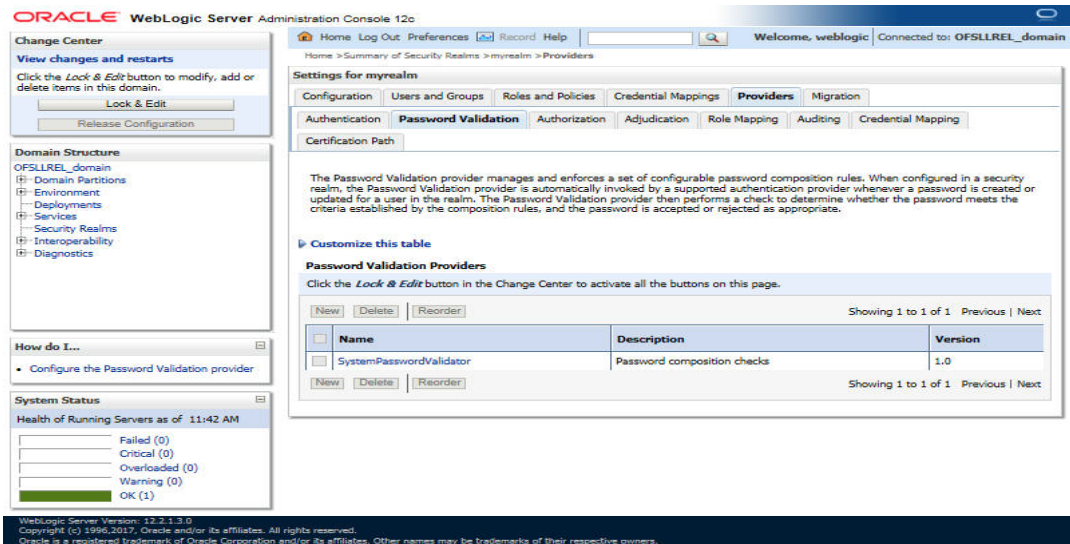 ORACLE WebLogic Server Administration Console 12c
Change Center
View changes and restarts
Click the Lock & Edit button to modify, add or
delete items in this domain.
Lock & Edit
Release Configuration
Domain Structure
OFSLLREL_domain
Domain Partitions
Environment
Deployments
Services
Security Realms
Interoperability
Diagnostics
How do I...
Configure the Password Validation provider
System Status
Health of Running Servers as of 11:42 AM
Failed (0)
Critical (0)
Overloaded (0)
Warning (0)
OK (1)
Home Log Out Preferences Record Help
Welcome, weblogic Connected to: OFSLLREL_domain
Home >Summary of Security Realms >myrealm >Providers
Settings for myrealm
Configuration Users and Groups Roles and Policies Credential Mappings Providers Migration
Authentication Password Validation Authorization Adjudication Role Mapping Auditing Credential Mapping
Certification Path
The Password Validation provider manages and enforces a set of configurable password composition rules. When configured in a security
realm, the Password Validation provider is automatically invoked by a supported authentication provider whenever a password is created or
updated for a user in the realm. The Password Validation provider then performs a check to determine whether the password meets the
criteria established by the composition rules, and the password is accepted or rejected as appropriate.
Customize this table
Password Validation Providers
Click the Lock & Edit button in the Change Center to activate all the buttons on this page.
New Delete Reorder Showing 1 to 1 of 1 Previous | Next
Name Description Version
SystemPasswordValidator Password composition checks 1.0
New Delete Reorder Showing 1 to 1 of 1 Previous | Next
WebLogic Server Version: 12.2.1.3.0
Copyright (c) 1996,2017, Oracle and/or its affiliates. All rights reserved.
Oracle is a registered trademark of Oracle Corporation and/or its affiliates. Other names may be trademarks of their respective owners.